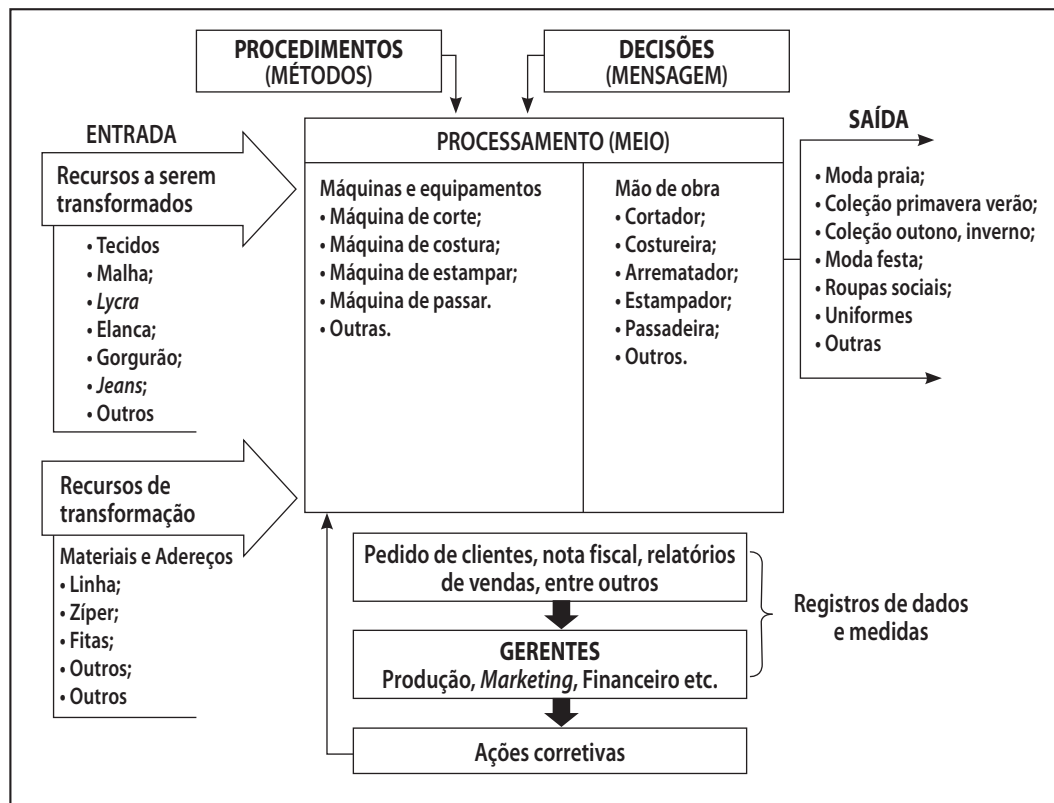 PROCEDIMENTOS
(MÉTODOS)
DECISÕES
(MENSAGEM)
ENTRADA
Recursos a serem
transformados
• Tecidos
• Malha;
• Lycra
• Elanca;
• Gorgurão;
• Jeans;
• Outros
Recursos de
transformação
Materiais e Adereços
• Linha;
• Zíper;
• Fitas;
• Outros;
• Outros
PROCESSAMENTO (MEIO)
Máquinas e equipamentos
• Máquina de corte;
• Máquina de costura;
• Máquina de estampar;
• Máquina de passar.
• Outras.
Mão de obra
• Cortador;
• Costureira;
• Arrematador;
• Estampador;
• Passadeira;
• Outros.
SAÍDA
• Moda praia;
• Coleção primavera verão;
• Coleção outono, inverno;
• Moda festa;
• Roupas sociais;
• Uniformes
• Outras
Pedido de clientes, nota fiscal, relatórios
de vendas, entre outros
GERENTES
Produção, Marketing, Financeiro etc.
Ações corretivas
Registros de dados
e medidas